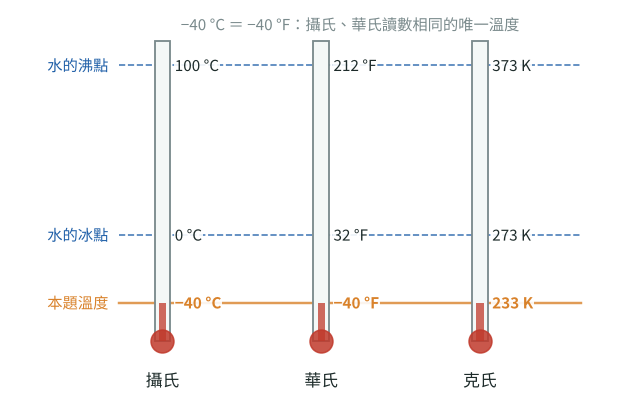 −40 °C ＝ −40 °F：攝氏、華氏讀數相同的唯一溫度
水的沸點 100 °C 212 °F 373 K
水的冰點 0 °C 32 °F 273 K
本題溫度 −40 °C −40 °F 233 K
攝氏 華氏 克氏